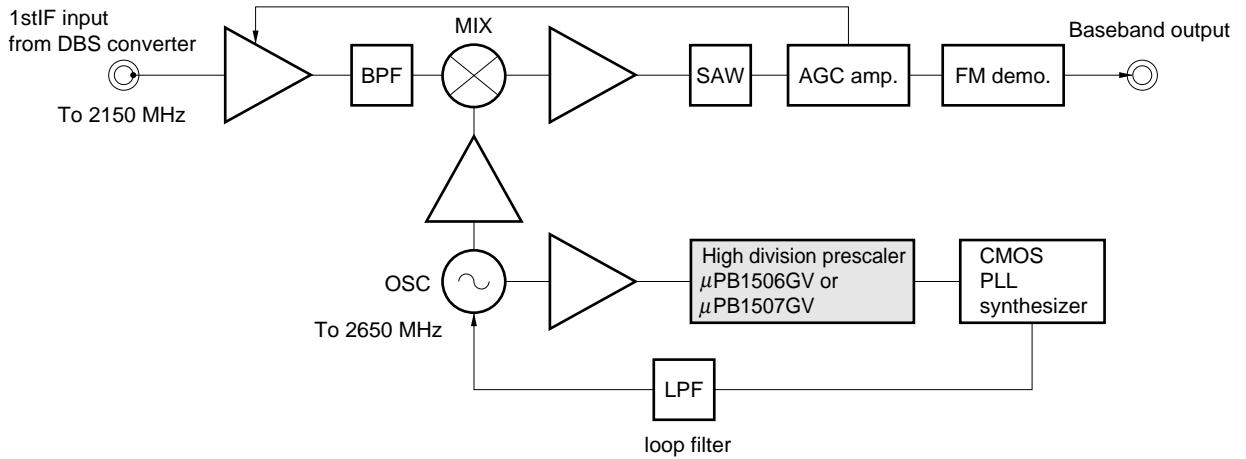 1stIF input
from DBS converter
To 2150 MHz
BPF
MIX
SAW
AGC amp.
FM demo.
Baseband output
OSC
To 2650 MHz
High division prescaler
µPB1506GV or
µPB1507GV
CMOS
PLL
synthesizer
LPF
loop filter